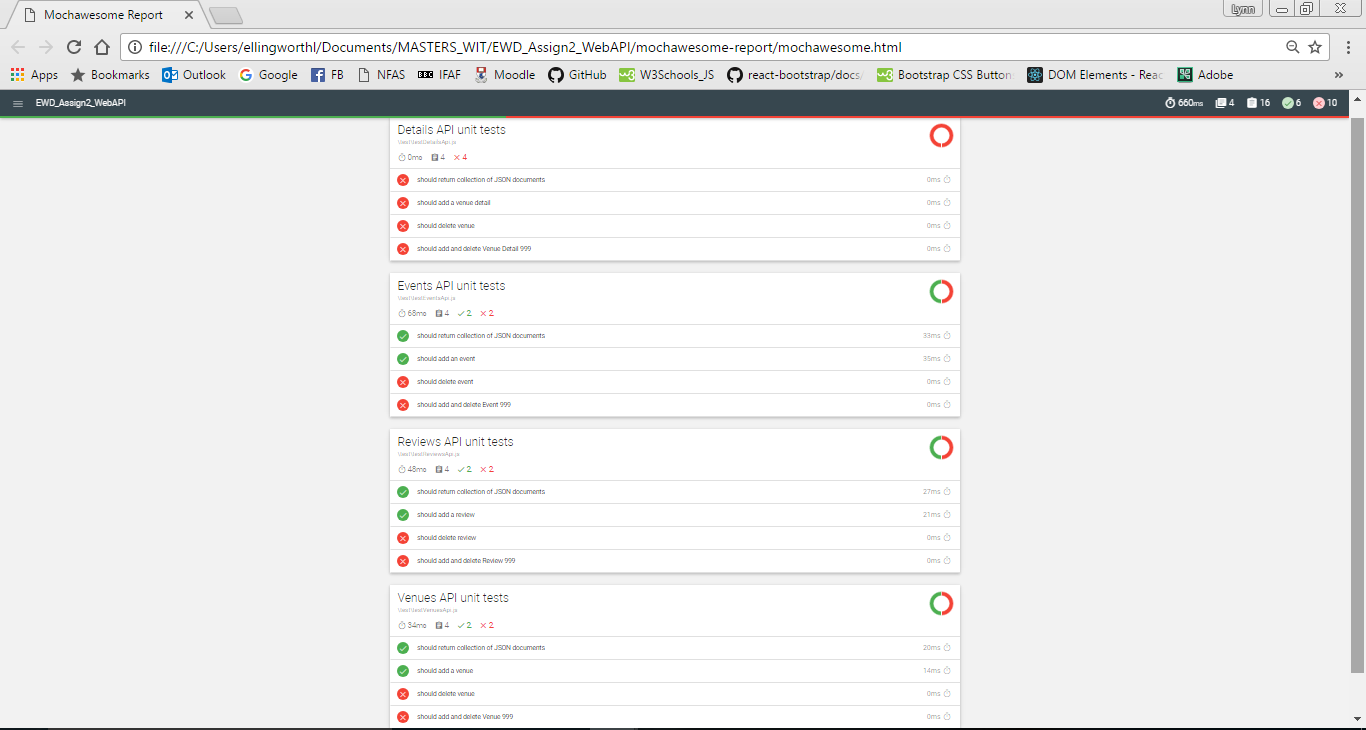 Mochawesome Report
Lynn
file:///C:/Users/ellingworthl/Documents/MASTERS_WIT/EWD_Assign2_WebAPI/mochawesome-report/mochawesome.html
Apps Bookmarks Outlook Google FB NFAS BBC IFAF Moodle GitHub W3Schools_JS react-bootstrap/docs/ Bootstrap CSS Button DOM Elements - Reac Adobe »
EWD_Assign2_WebAPI 660ms 4 16 6 10
Details API unit tests
\test\testDetailsApi.js
0ms 4 4
should return collection of JSON documents 0ms
should add a venue detail 0ms
should delete venue 0ms
should add and delete Venue Detail 999 0ms
Events API unit tests
\test\testEventsApi.js
68ms 4 2 2
should return collection of JSON documents 33ms
should add an event 35ms
should delete event 0ms
should add and delete Event 999 0ms
Reviews API unit tests
\test\testReviewsApi.js
48ms 4 2 2
should return collection of JSON documents 27ms
should add a review 21ms
should delete review 0ms
should add and delete Review 999 0ms
Venues API unit tests
\test\testVenuesApi.js
34ms 4 2 2
should return collection of JSON documents 20ms
should add a venue 14ms
should delete venue 0ms
should add and delete Venue 999 0ms